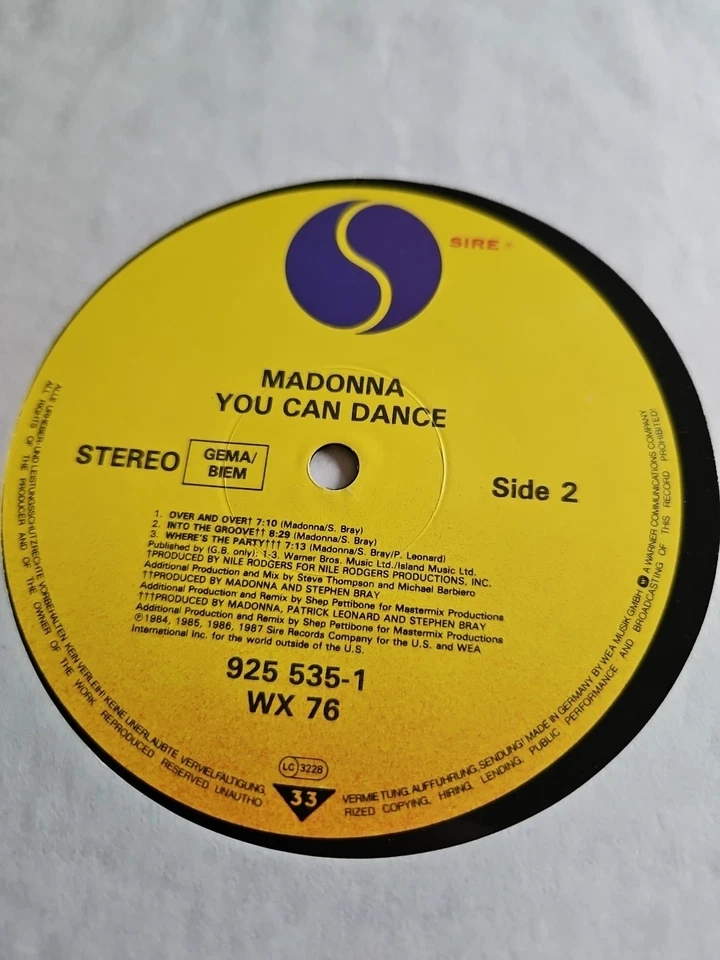 SIRE ®
MADONNA
YOU CAN DANCE
STEREO
GEMA/
BIEM
Side 2
1. OVER AND OVER† 7:10 (Madonna/S. Bray)
2. INTO THE GROOVE†† 8:29 (Madonna/S. Bray)
3. WHERE'S THE PARTY††† 7:13 (Madonna/S. Bray/P. Leonard)
Published by (G.B. only): 1-3. Warner Bros. Music Ltd./Island Music Ltd.
†PRODUCED BY NILE RODGERS FOR NILE RODGERS PRODUCTIONS, INC.
Additional Production and Mix by Steve Thompson and Michael Barbiero
††PRODUCED BY MADONNA AND STEPHEN BRAY
Additional Production and Remix by Shep Pettibone for Mastermix Productions
†††PRODUCED BY MADONNA, PATRICK LEONARD AND STEPHEN BRAY
Additional Production and Remix by Shep Pettibone for Mastermix Productions
℗1984, 1985, 1986, 1987 Sire Records Company for the U.S. and WEA
International Inc. for the world outside of the U.S.
925 535-1
WX 76
LC 3228
33
ALLE URHEBER- UND LEISTUNGSSCHUTZRECHTE VORBEHALTEN. KEIN VERLEIH! KEINE UNERLAUBTE VERVIELFÄLTIGUNG, VERMIETUNG, AUFFÜHRUNG, SENDUNG! MADE IN GERMANY BY WEA MUSIK GMBH A WARNER COMMUNICATIONS COMPANY
ALL RIGHTS OF THE PRODUCER AND OF THE OWNER OF THE WORK REPRODUCED RESERVED UNAUTHORIZED COPYING, HIRING, LENDING, PUBLIC PERFORMANCE AND BROADCASTING OF THIS RECORD PROHIBITED!